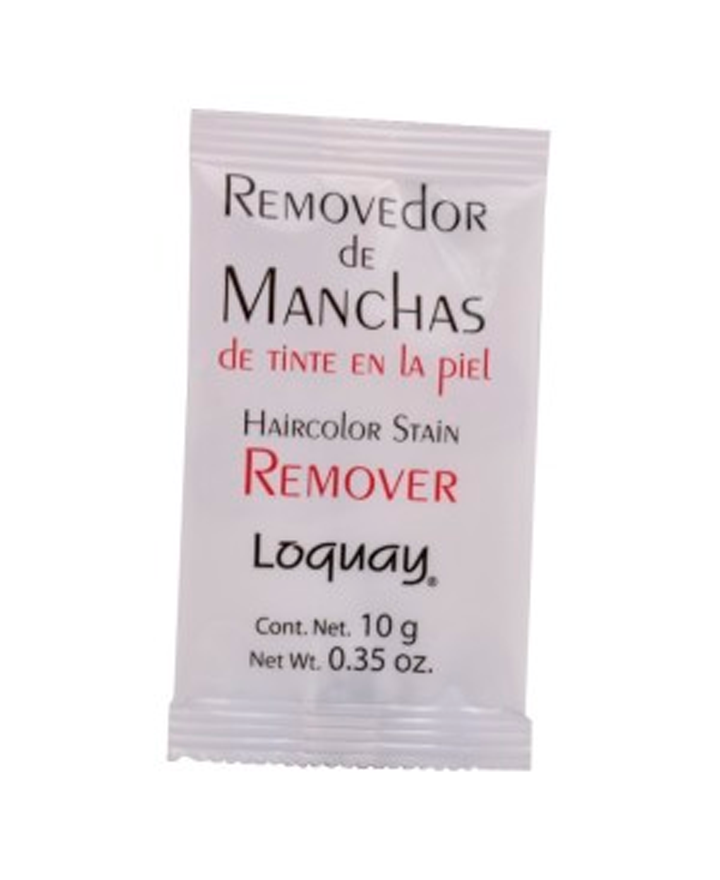 Removedor
de
Manchas
de tinte en la piel
Haircolor Stain
Remover
Loquay®
Cont. Net. 10 g
Net Wt. 0.35 oz.